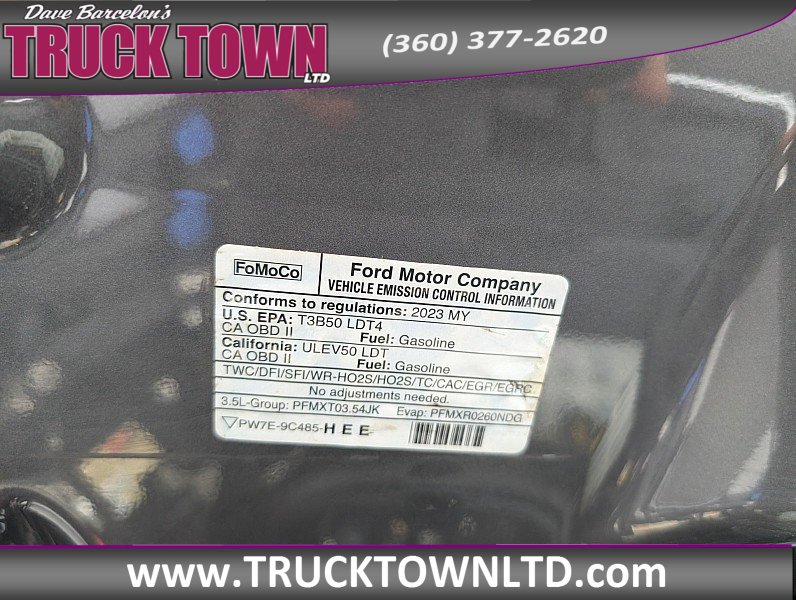 Dave Barcelon's
TRUCK TOWN
LTD
(360) 377-2620
FoMoCo
Ford Motor Company
VEHICLE EMISSION CONTROL INFORMATION
Conforms to regulations: 2023 MY
U.S. EPA: T3B50 LDT4
CA OBD II Fuel: Gasoline
California: ULEV50 LDT
CA OBD II Fuel: Gasoline
TWC/DFI/SFI/WR-HO2S/HO2S/TC/CAC/EGR/EGRC
No adjustments needed.
3.5L-Group: PFMXT03.54JK Evap: PFMXR0260NDG
PW7E-9C485-HEE
www.TRUCKTOWNLTD.com